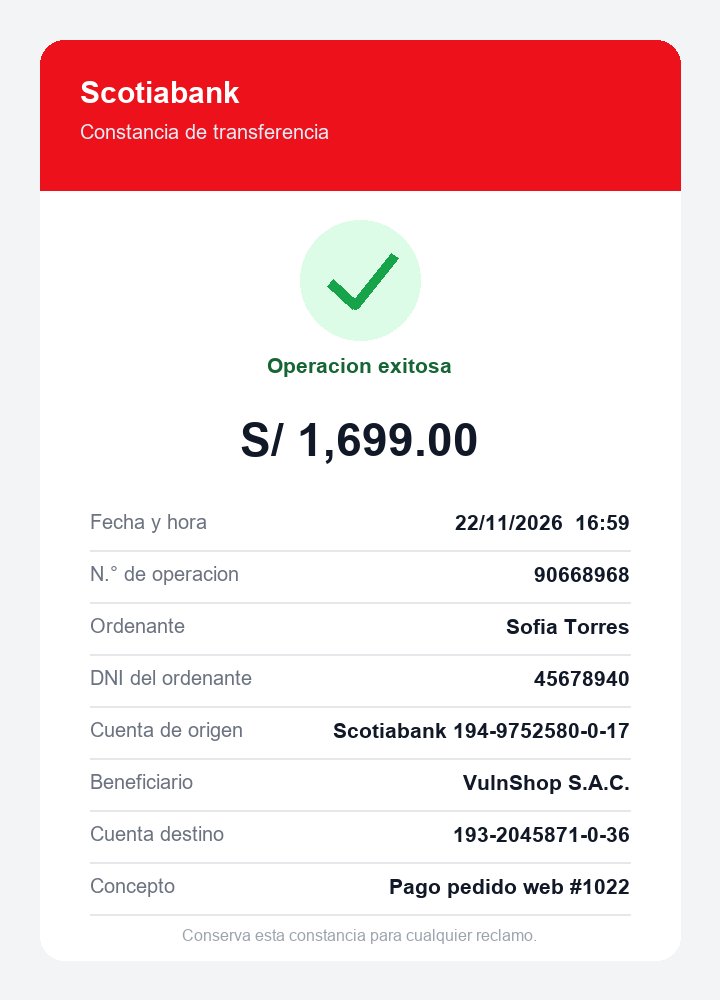 Scotiabank
Constancia de transferencia
Operacion exitosa
S/ 1,699.00
Fecha y hora 22/11/2026 16:59
N.° de operacion 90668968
Ordenante Sofia Torres
DNI del ordenante 45678940
Cuenta de origen Scotiabank 194-9752580-0-17
Beneficiario VulnShop S.A.C.
Cuenta destino 193-2045871-0-36
Concepto Pago pedido web #1022
Conserva esta constancia para cualquier reclamo.